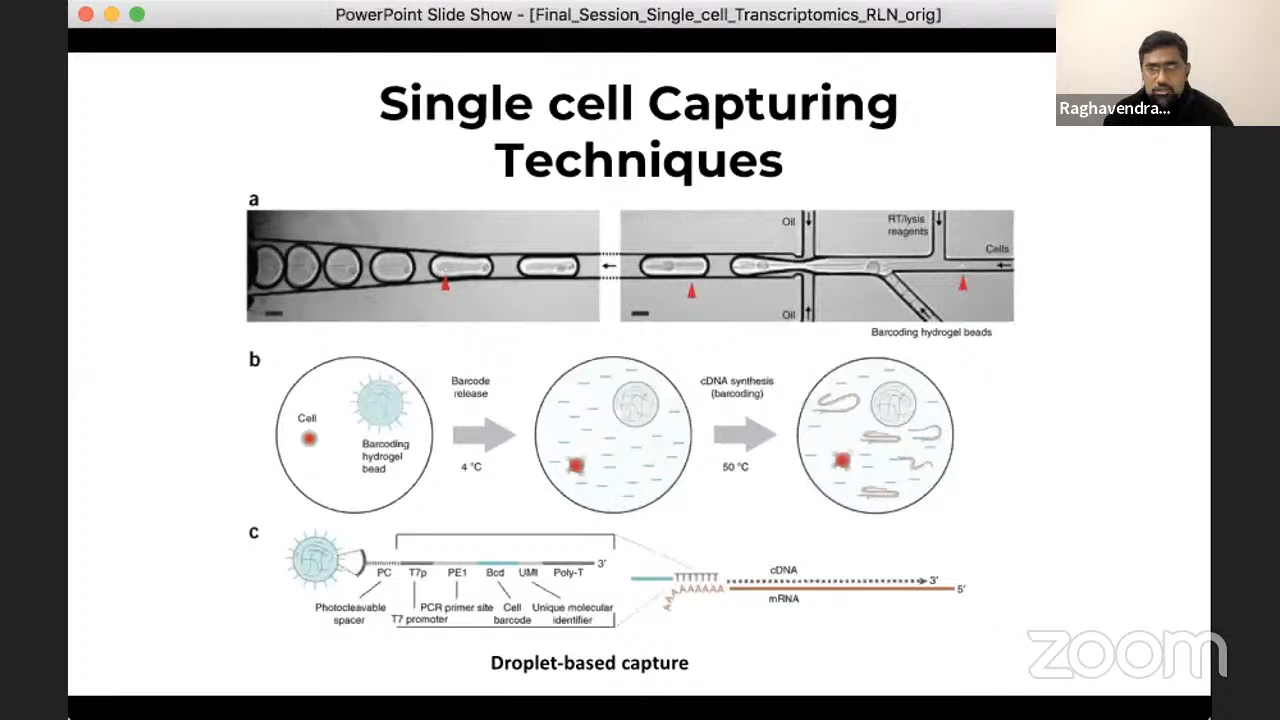 PowerPoint Slide Show - [Final_Session_Single_cell_Transcriptomics_RLN_orig]
Raghavendra...
Single cell Capturing
Techniques
a
Oil
RT/lysis
reagents
Cells
Oil
Barcoding hydrogel beads
b
Cell
Barcoding
hydrogel
bead
Barcode
release
4 °C
cDNA synthesis
(barcoding)
50 °C
c
PC
T7p
PE1
Bcd
UMI
Poly-T
3′
Photocleavable
spacer
T7 promoter
PCR primer site
Cell
barcode
Unique molecular
identifier
TTTTTTT
AAAAAAAAA
cDNA
3′
mRNA
5′
Droplet-based capture
zoom